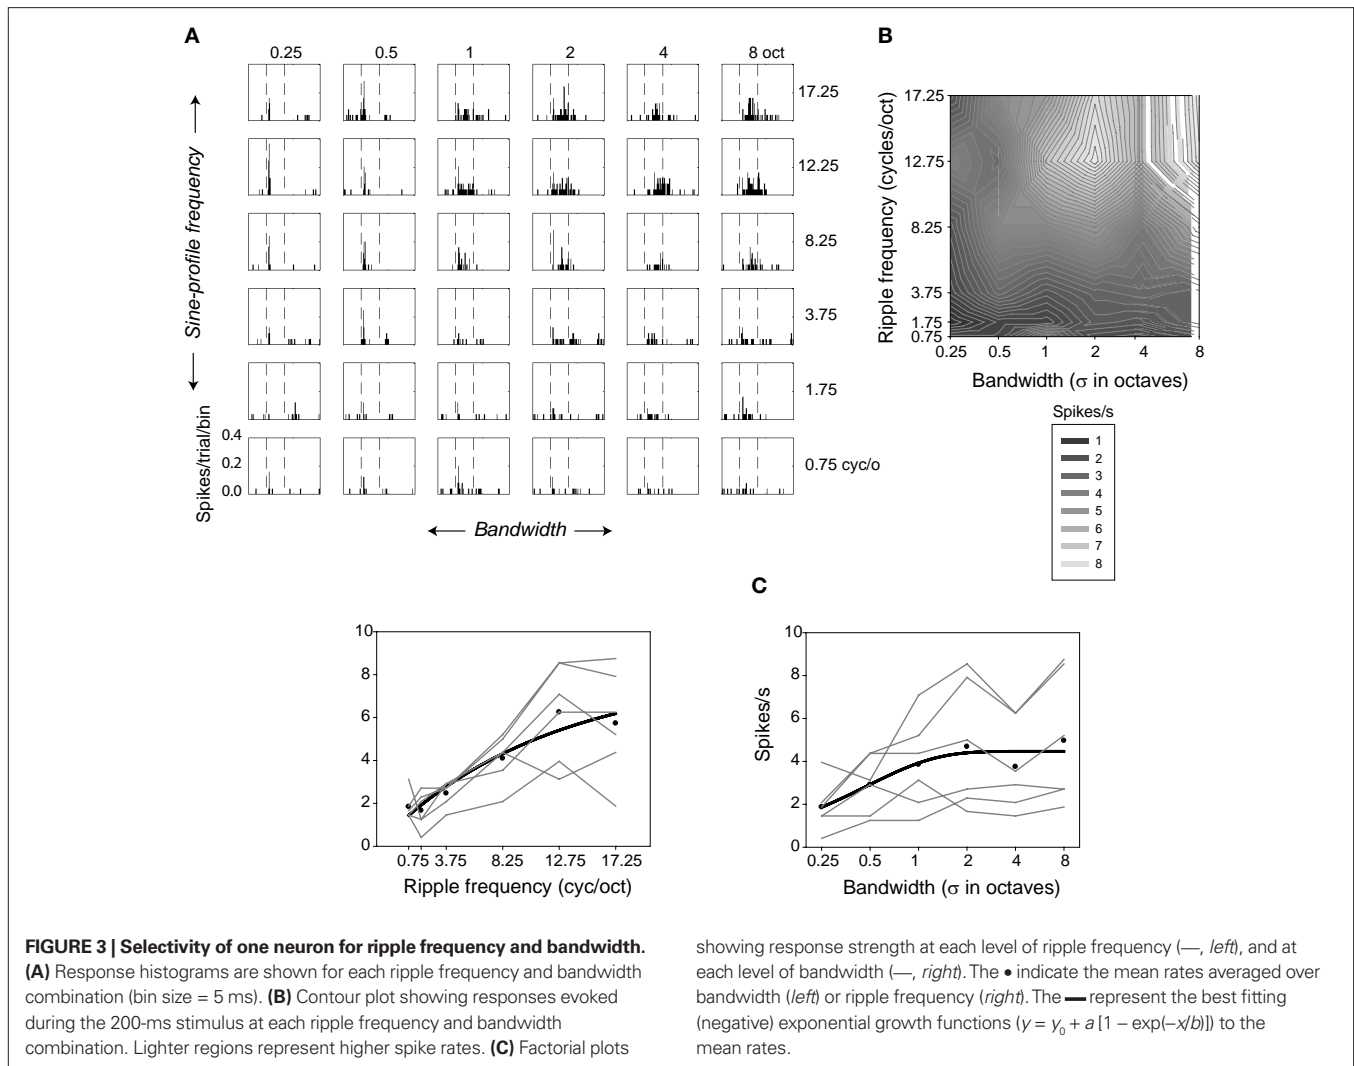 A
0.25 0.5 1 2 4 8 oct
17.25
12.25
8.25
3.75
1.75
0.75 cyc/o
Sine-profile frequency
Spikes/trial/bin
0.4
0.2
0.0
Bandwidth
B
Ripple frequency (cycles/oct)
17.25
12.75
8.25
3.75
1.75
0.75
0.25 0.5 1 2 4 8
Bandwidth (σ in octaves)
Spikes/s
1
2
3
4
5
6
7
8
C
10
8
6
4
2
0
0.75 3.75 8.25 12.75 17.25
Ripple frequency (cyc/oct)
Spikes/s
10
8
6
4
2
0
0.25 0.5 1 2 4 8
Bandwidth (σ in octaves)
FIGURE 3 | Selectivity of one neuron for ripple frequency and bandwidth.
(A) Response histograms are shown for each ripple frequency and bandwidth
combination (bin size = 5 ms). (B) Contour plot showing responses evoked
during the 200-ms stimulus at each ripple frequency and bandwidth
combination. Lighter regions represent higher spike rates. (C) Factorial plots
showing response strength at each level of ripple frequency (—, left), and at
each level of bandwidth (—, right). The • indicate the mean rates averaged over
bandwidth (left) or ripple frequency (right). The — represent the best fitting
(negative) exponential growth functions (y = y0 + a [1 − exp(−x/b)]) to the
mean rates.